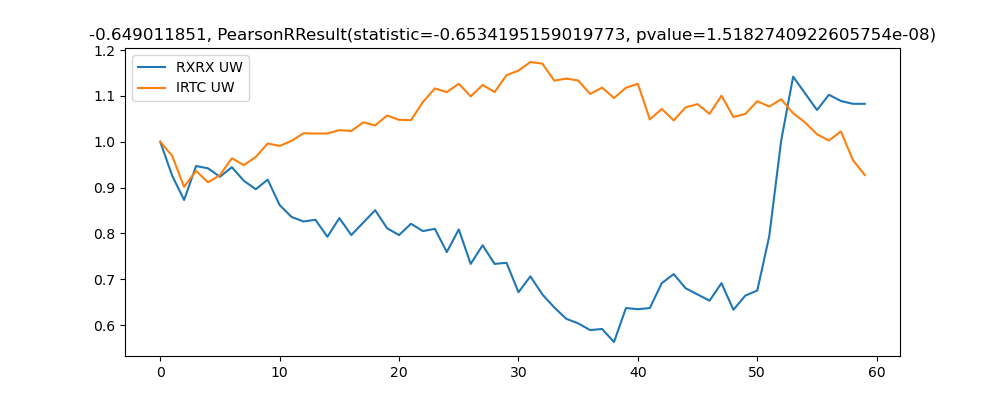 -0.649011851, PearsonRResult(statistic=-0.6534195159019773, pvalue=1.5182740922605754e-08)
RXRX UW
IRTC UW
1.2
1.1
1.0
0.9
0.8
0.7
0.6
0 10 20 30 40 50 60